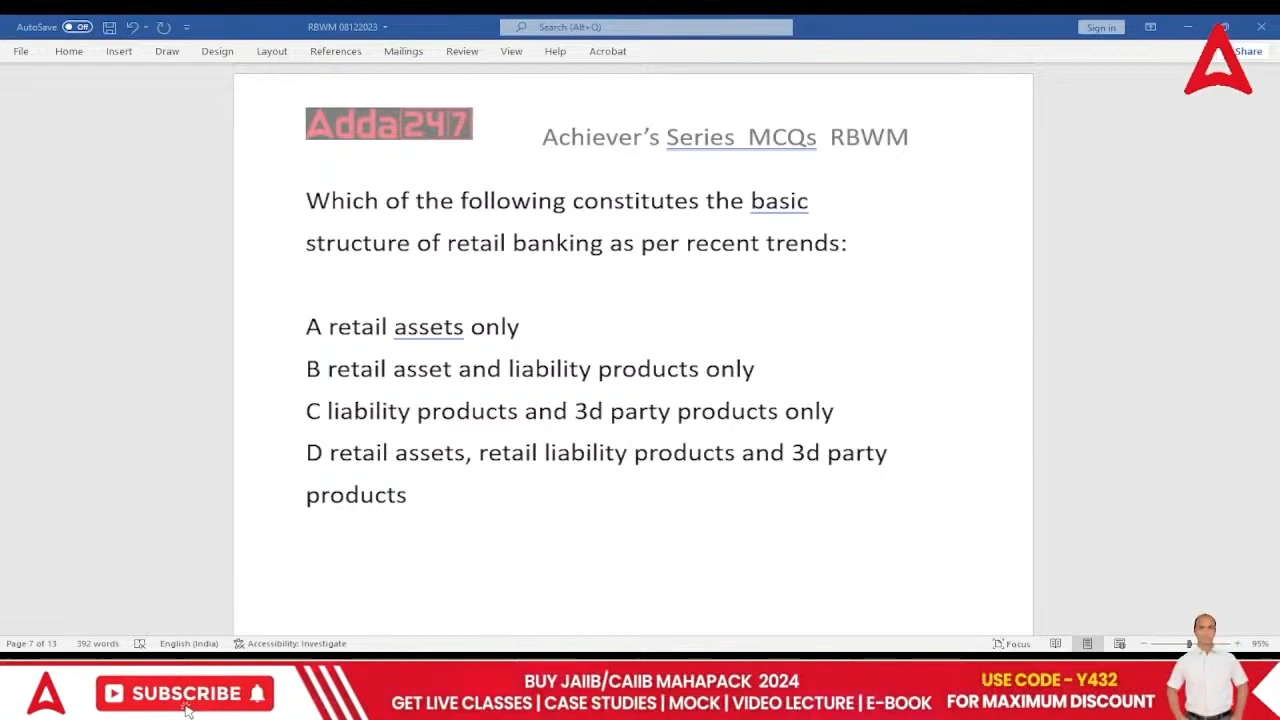 AutoSave Off RBWM 08122023 Search (Alt+Q) Sign in
File Home Insert Draw Design Layout References Mailings Review View Help Acrobat Share
Adda 247
Achiever's Series MCQs RBWM
Which of the following constitutes the basic
structure of retail banking as per recent trends:
A retail assets only
B retail asset and liability products only
C liability products and 3d party products only
D retail assets, retail liability products and 3d party
products
Page 7 of 13 392 words English (India) Accessibility: Investigate Focus 95%
SUBSCRIBE
BUY JAIIB/CAIIB MAHAPACK 2024
GET LIVE CLASSES | CASE STUDIES | MOCK | VIDEO LECTURE | E-BOOK
USE CODE - Y432
FOR MAXIMUM DISCOUNT